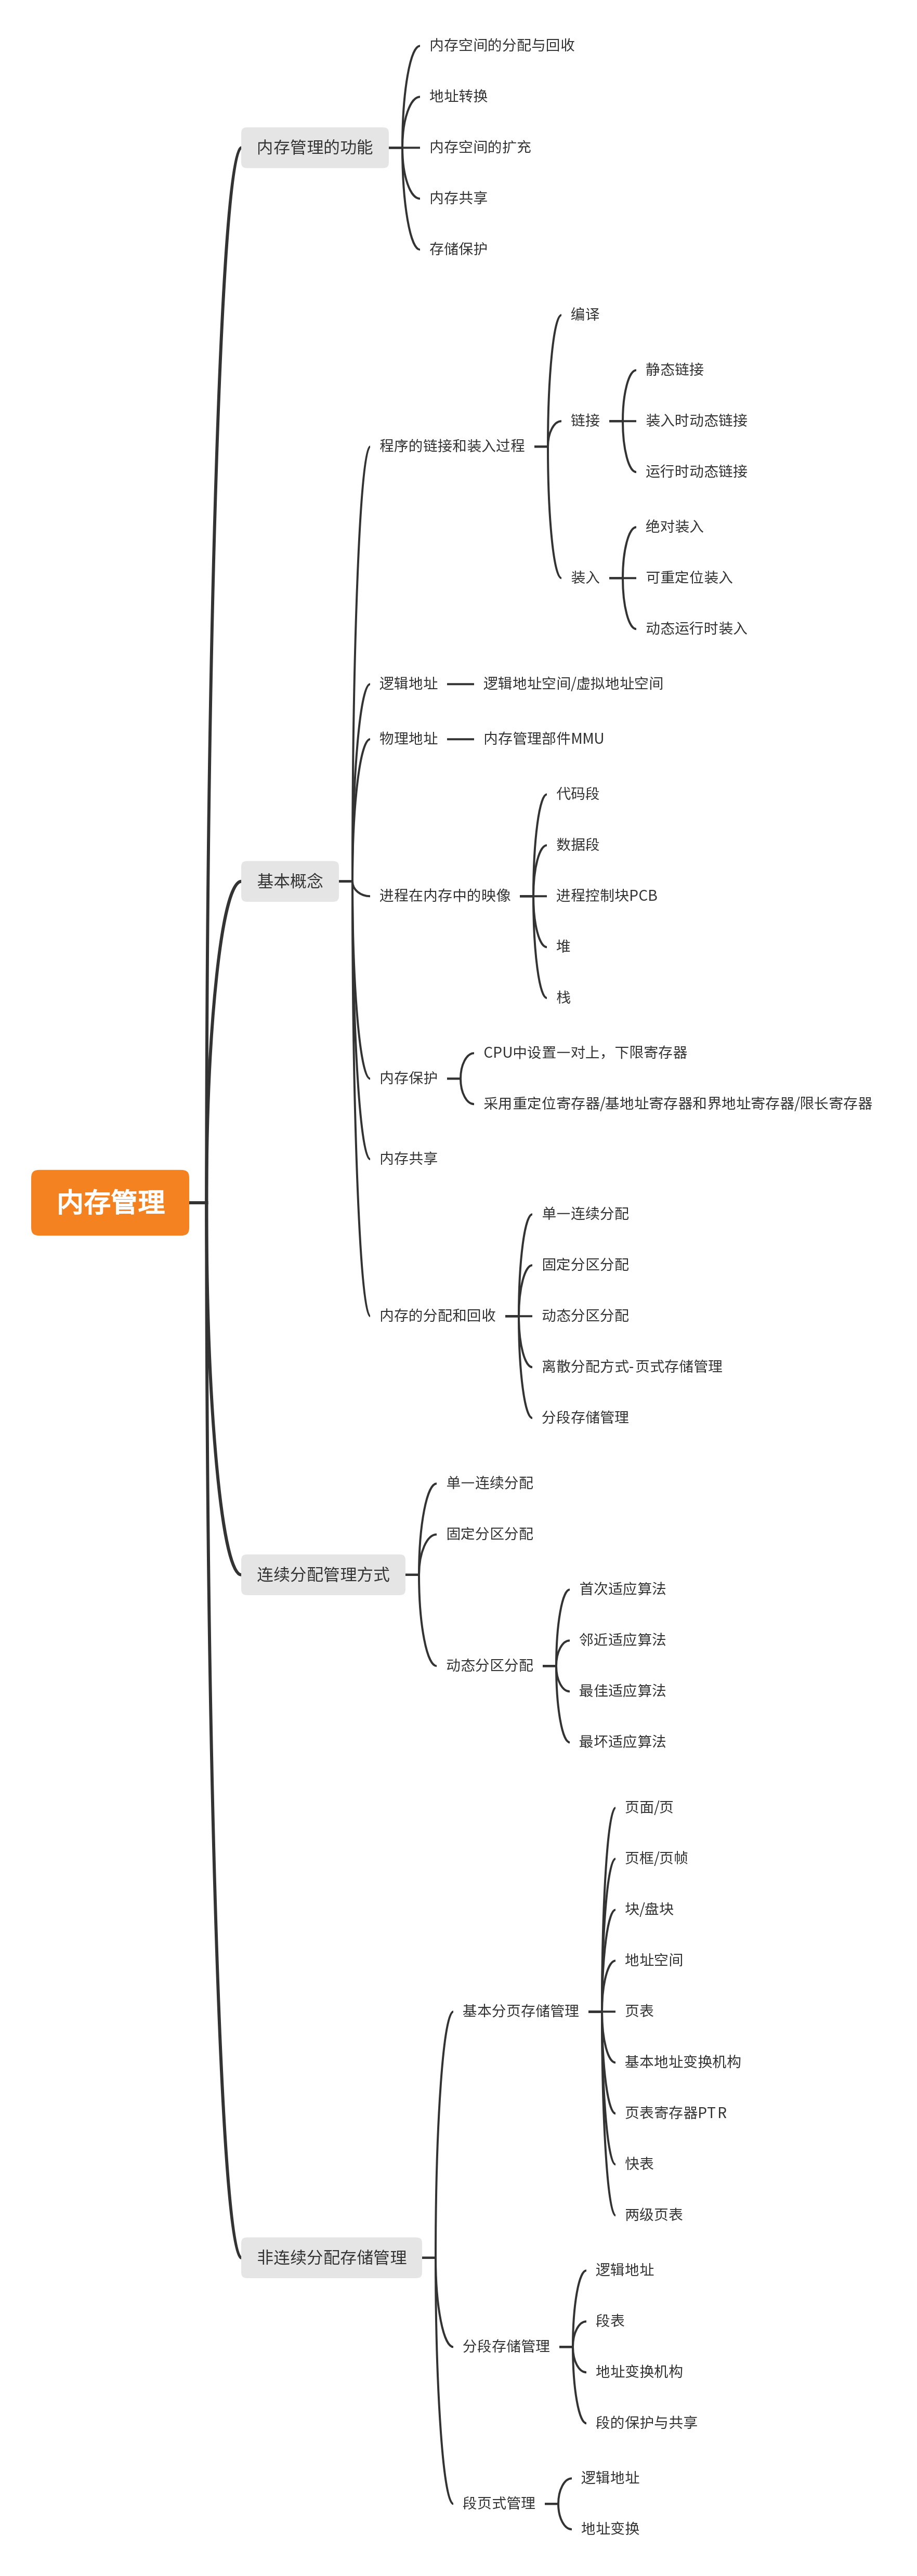 内存管理
内存管理的功能
内存空间的分配与回收
地址转换
内存空间的扩充
内存共享
存储保护
基本概念
程序的链接和装入过程
编译
链接
静态链接
装入时动态链接
运行时动态链接
装入
绝对装入
可重定位装入
动态运行时装入
逻辑地址
逻辑地址空间/虚拟地址空间
物理地址
内存管理部件MMU
进程在内存中的映像
代码段
数据段
进程控制块PCB
堆
栈
内存保护
CPU中设置一对上，下限寄存器
采用重定位寄存器/基地址寄存器和界地址寄存器/限长寄存器
内存共享
内存的分配和回收
单一连续分配
固定分区分配
动态分区分配
离散分配方式-页式存储管理
分段存储管理
连续分配管理方式
单一连续分配
固定分区分配
动态分区分配
首次适应算法
邻近适应算法
最佳适应算法
最坏适应算法
非连续分配存储管理
基本分页存储管理
页面/页
页框/页帧
块/盘块
地址空间
页表
基本地址变换机构
页表寄存器PTR
快表
两级页表
分段存储管理
逻辑地址
段表
地址变换机构
段的保护与共享
段页式管理
逻辑地址
地址变换